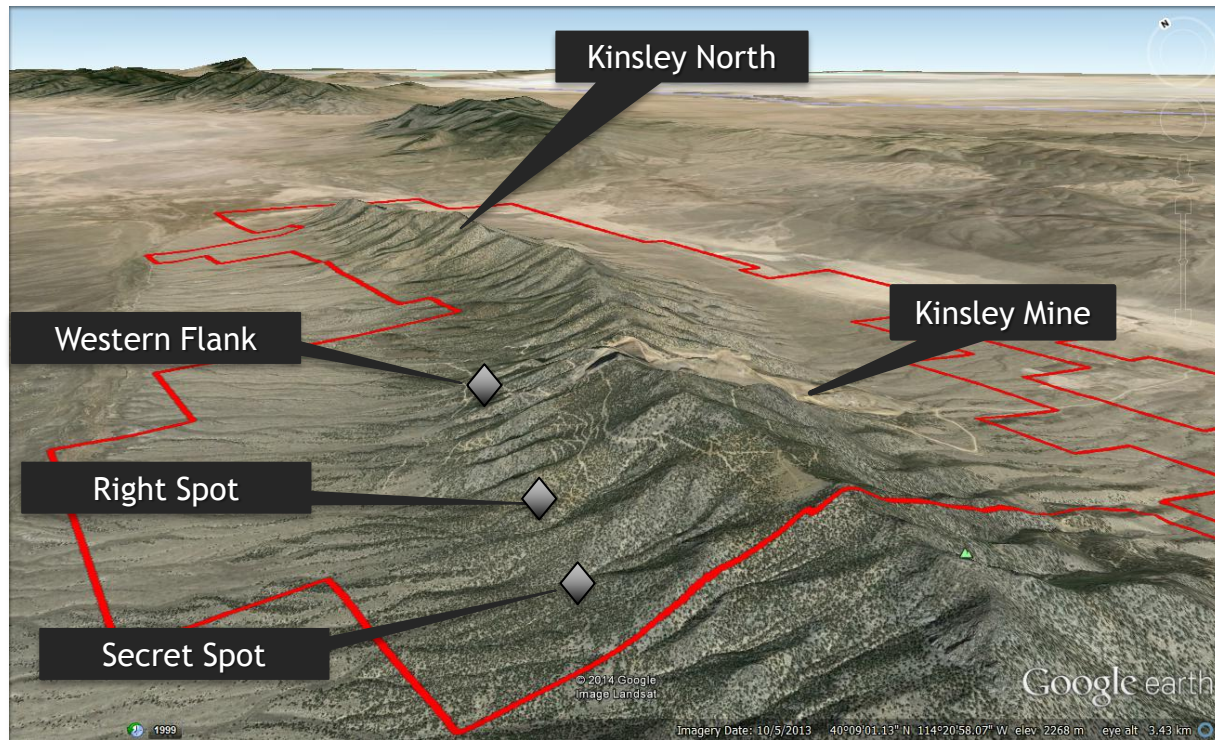 N
Kinsley North
Kinsley Mine
Western Flank
Right Spot
Secret Spot
© 2014 Google
Image Landsat
Google earth
1999
Imagery Date: 10/5/2013 40°09'01.13" N 114°20'58.07" W elev 2268 m eye alt 3.43 km